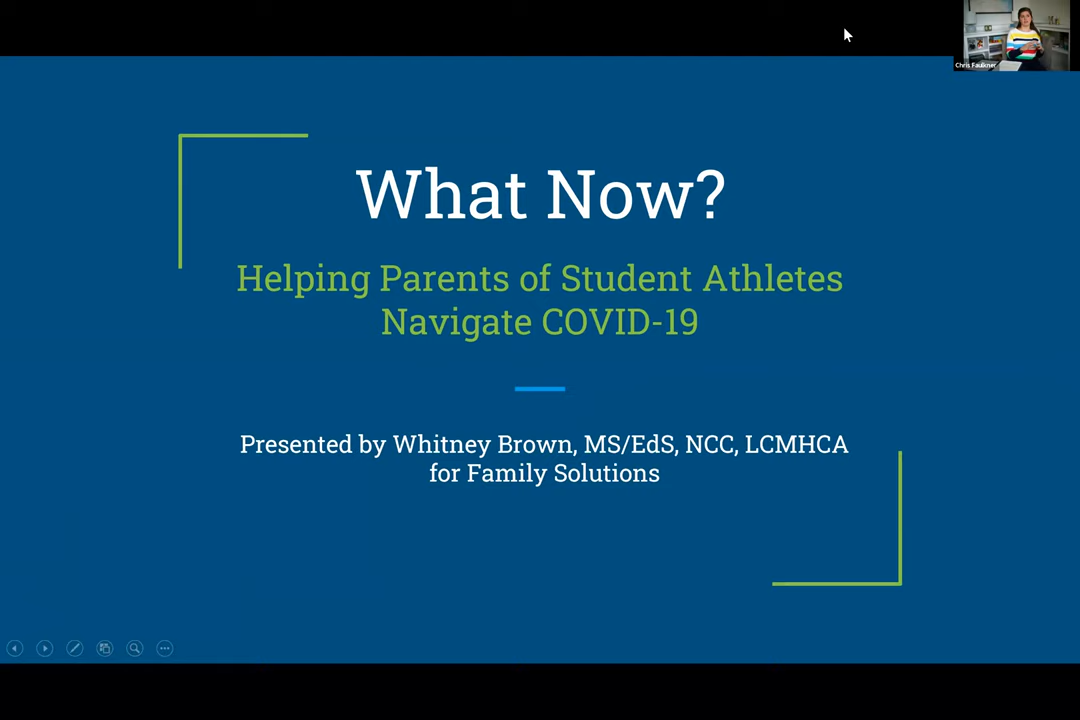 Chris Faulkner
What Now?
Helping Parents of Student Athletes
Navigate COVID-19
Presented by Whitney Brown, MS/EdS, NCC, LCMHCA
for Family Solutions